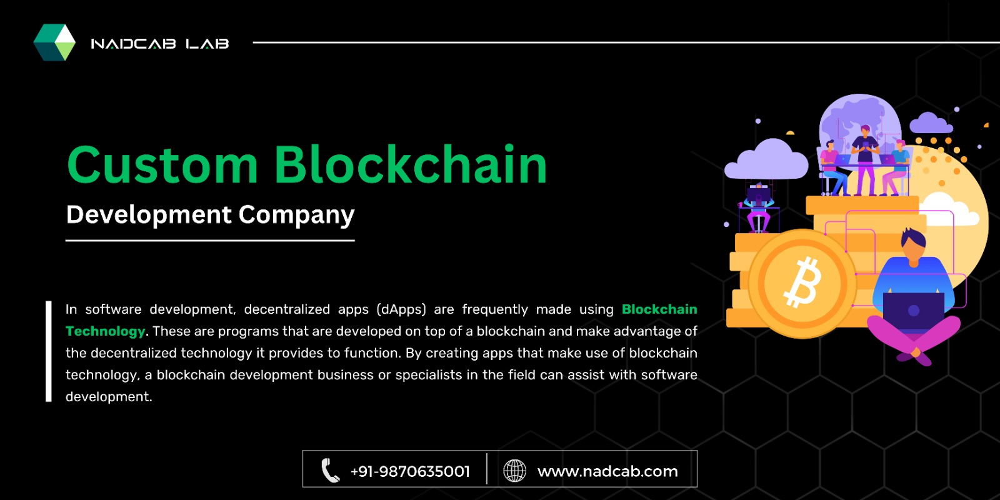 NADCAB LAB
Custom Blockchain
Development Company
In software development, decentralized apps (dApps) are frequently made using Blockchain
Technology. These are programs that are developed on top of a blockchain and make advantage of
the decentralized technology it provides to function. By creating apps that make use of blockchain
technology, a blockchain development business or specialists in the field can assist with software
development.
+91-9870635001
www.nadcab.com